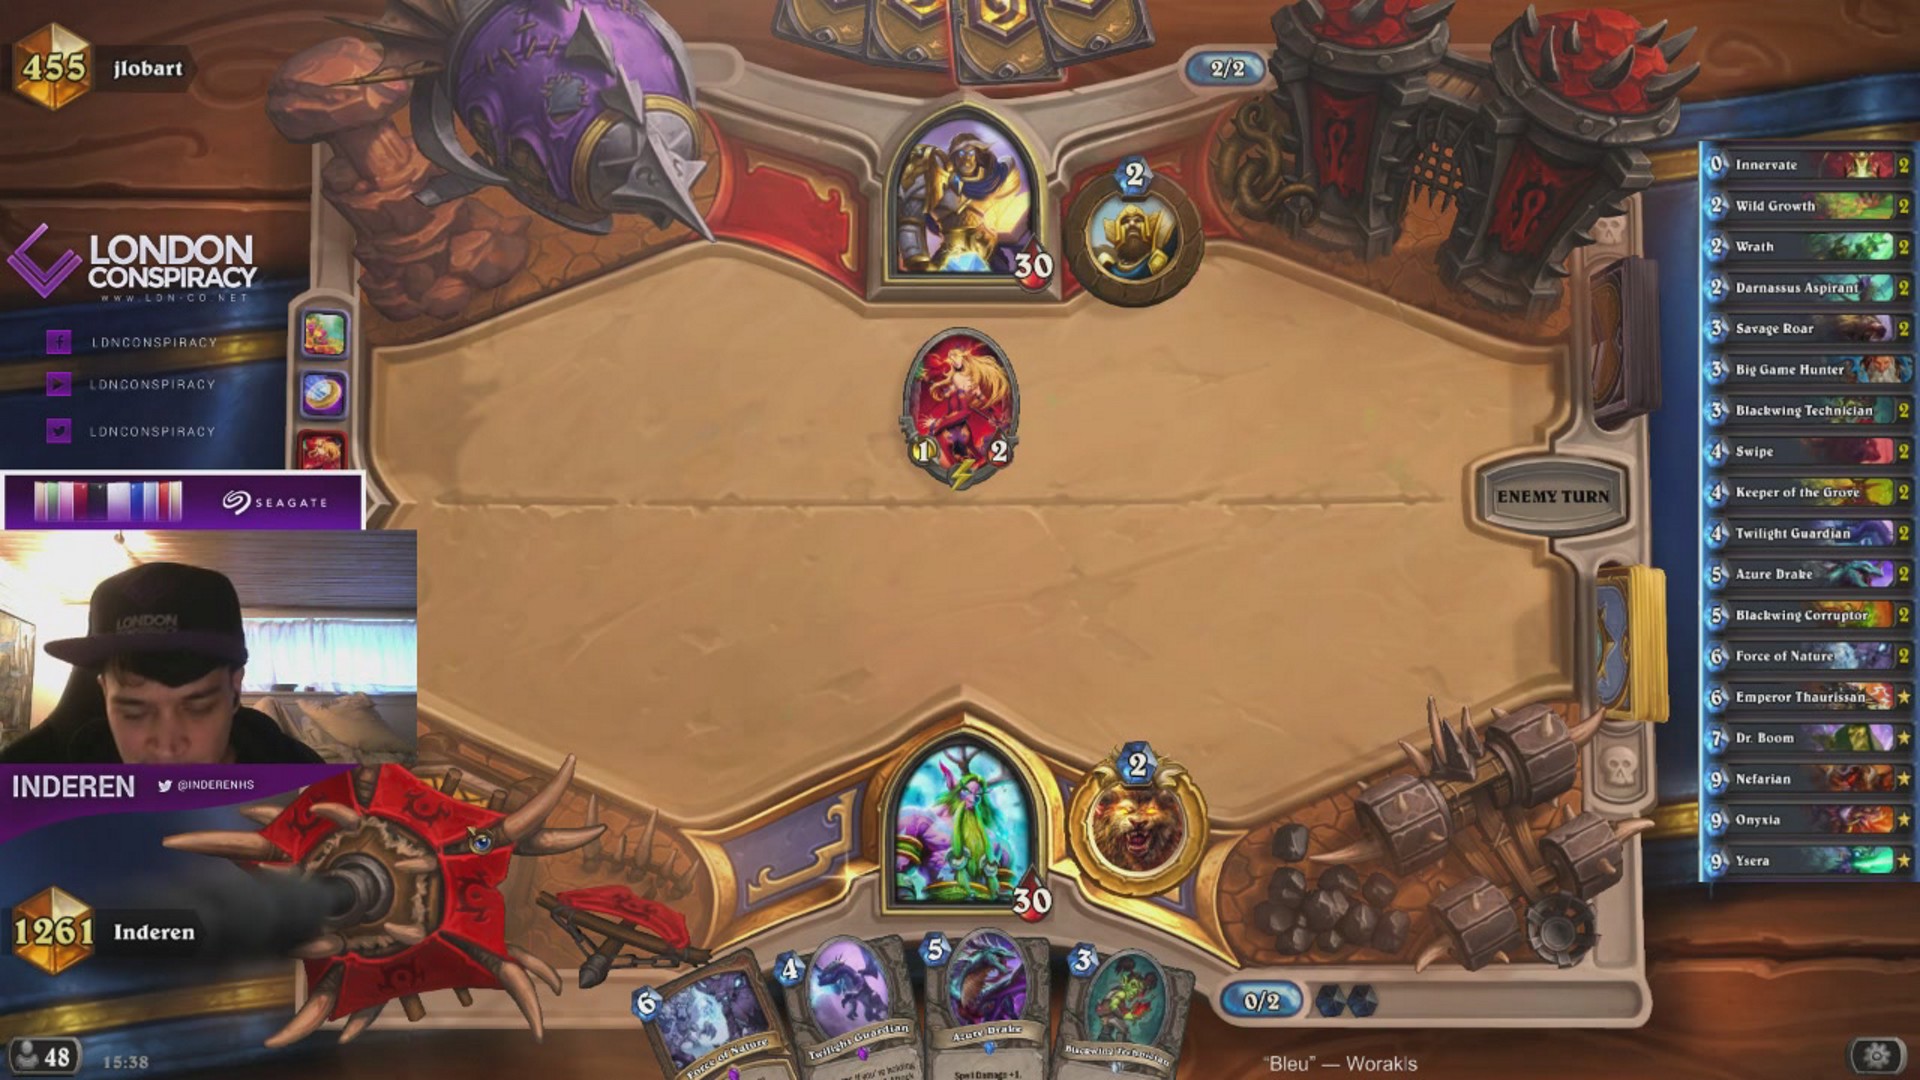 455 jlobart
2/2
2
30
LONDON
CONSPIRACY
WWW.LDN-CO.NET
LDNCONSPIRACY
LDNCONSPIRACY
LDNCONSPIRACY
SEAGATE
1 2
ENEMY TURN
0 Innervate 2
2 Wild Growth 2
2 Wrath 2
2 Darnassus Aspirant 2
3 Savage Roar 2
3 Big Game Hunter
3 Blackwing Technician 2
4 Swipe 2
4 Keeper of the Grove 2
4 Twilight Guardian 2
5 Azure Drake 2
5 Blackwing Corruptor 2
6 Force of Nature 2
6 Emperor Thaurissan
7 Dr. Boom
9 Nefarian
9 Onyxia
9 Ysera
LONDON
INDEREN @INDERENHS
2
30
1261 Inderen
6 Force of Nature
4 Twilight Guardian
5 Azure Drake
Spell Damage +1.
3 Blackwing Technician
0/2
48 15:38
"Bleu" — Worakls